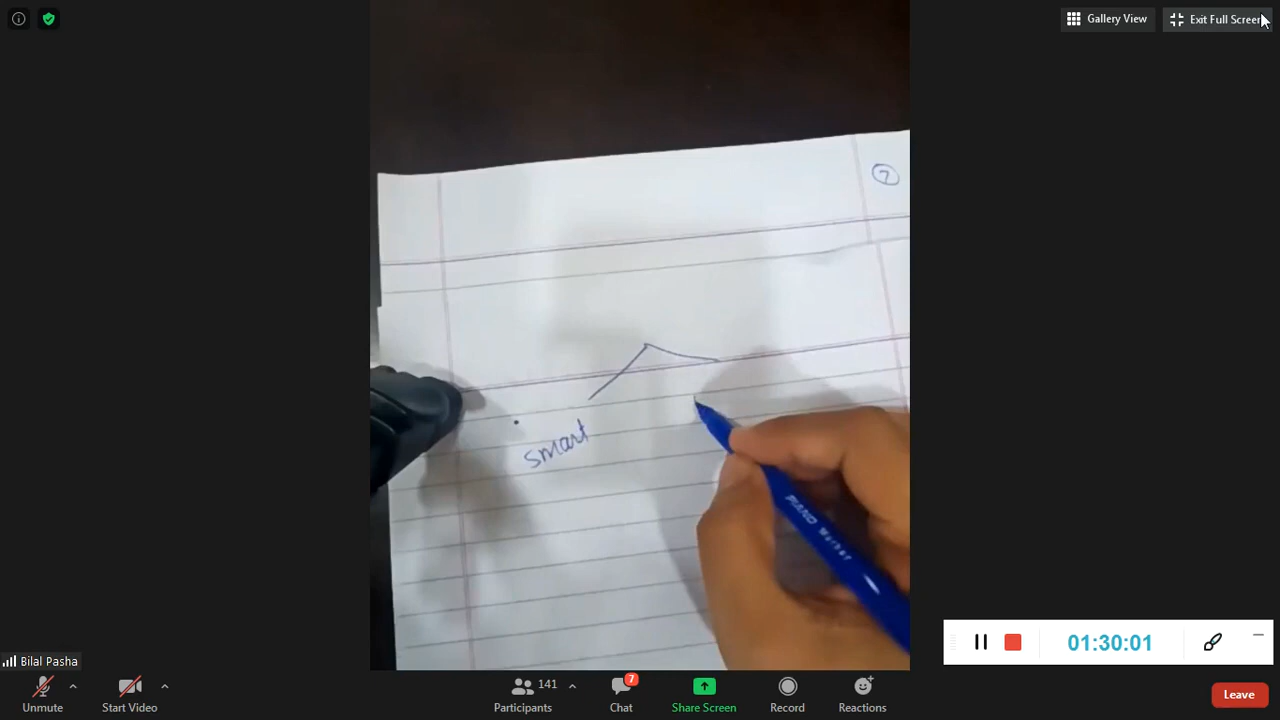 Gallery View
Exit Full Screen
7
smart
PIANO
01:30:01
Bilal Pasha
Unmute
Start Video
141
Participants
7
Chat
Share Screen
Record
Reactions
Leave